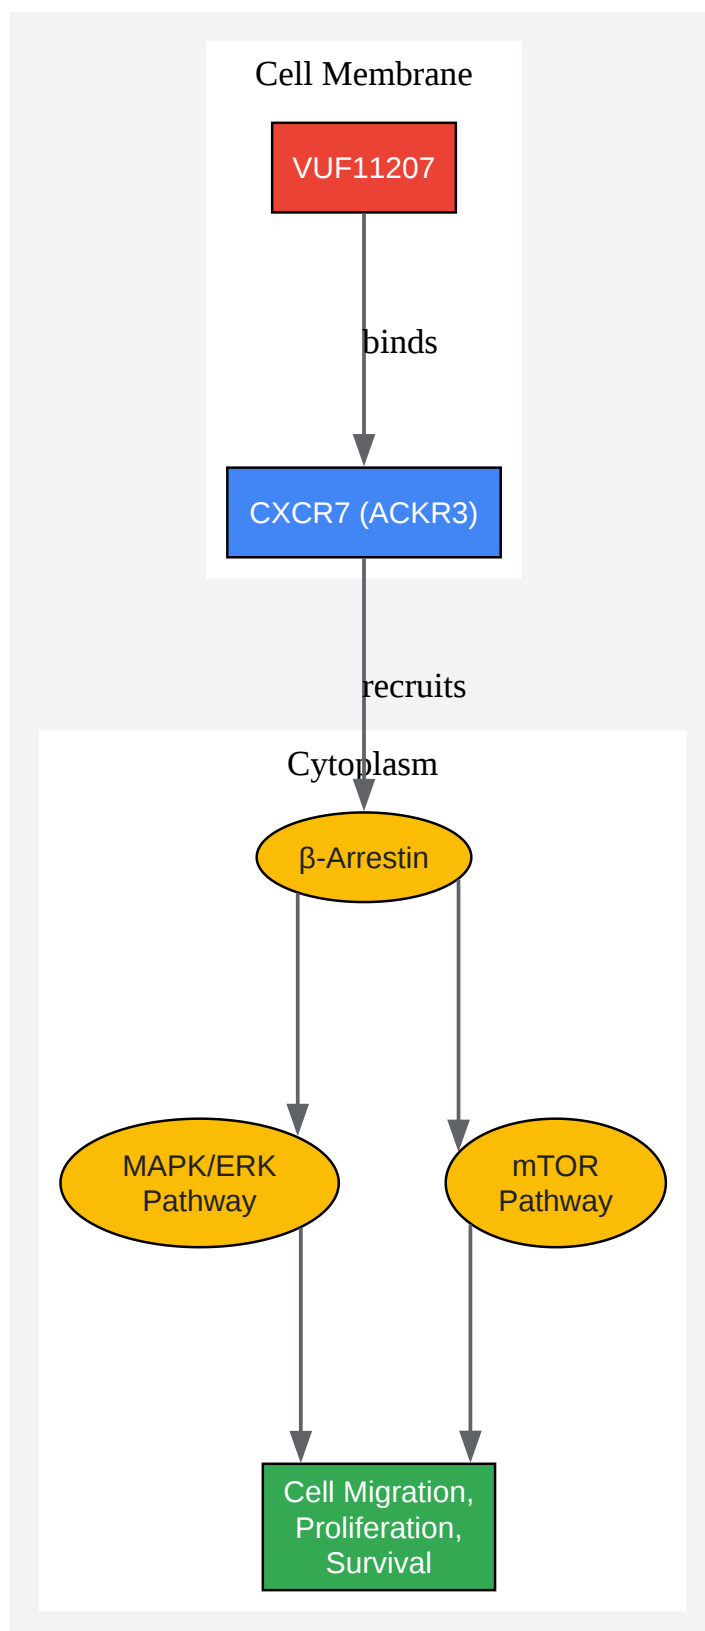 Cell Membrane
VUF11207
binds
CXCR7 (ACKR3)
recruits
Cytoplasm
β-Arrestin
MAPK/ERK
Pathway
mTOR
Pathway
Cell Migration,
Proliferation,
Survival